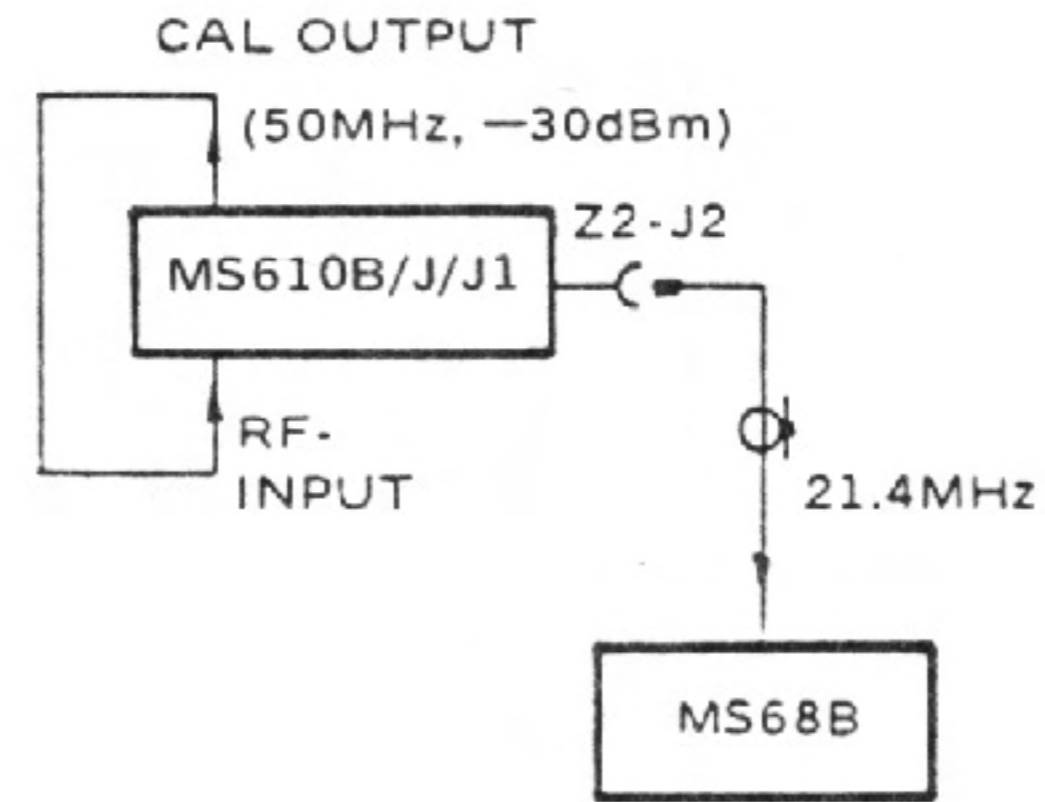 CAL OUTPUT
(50MHz, —30dBm)
MS610B/J/J1
Z2-J2
RF-
INPUT
21.4MHz
MS68B